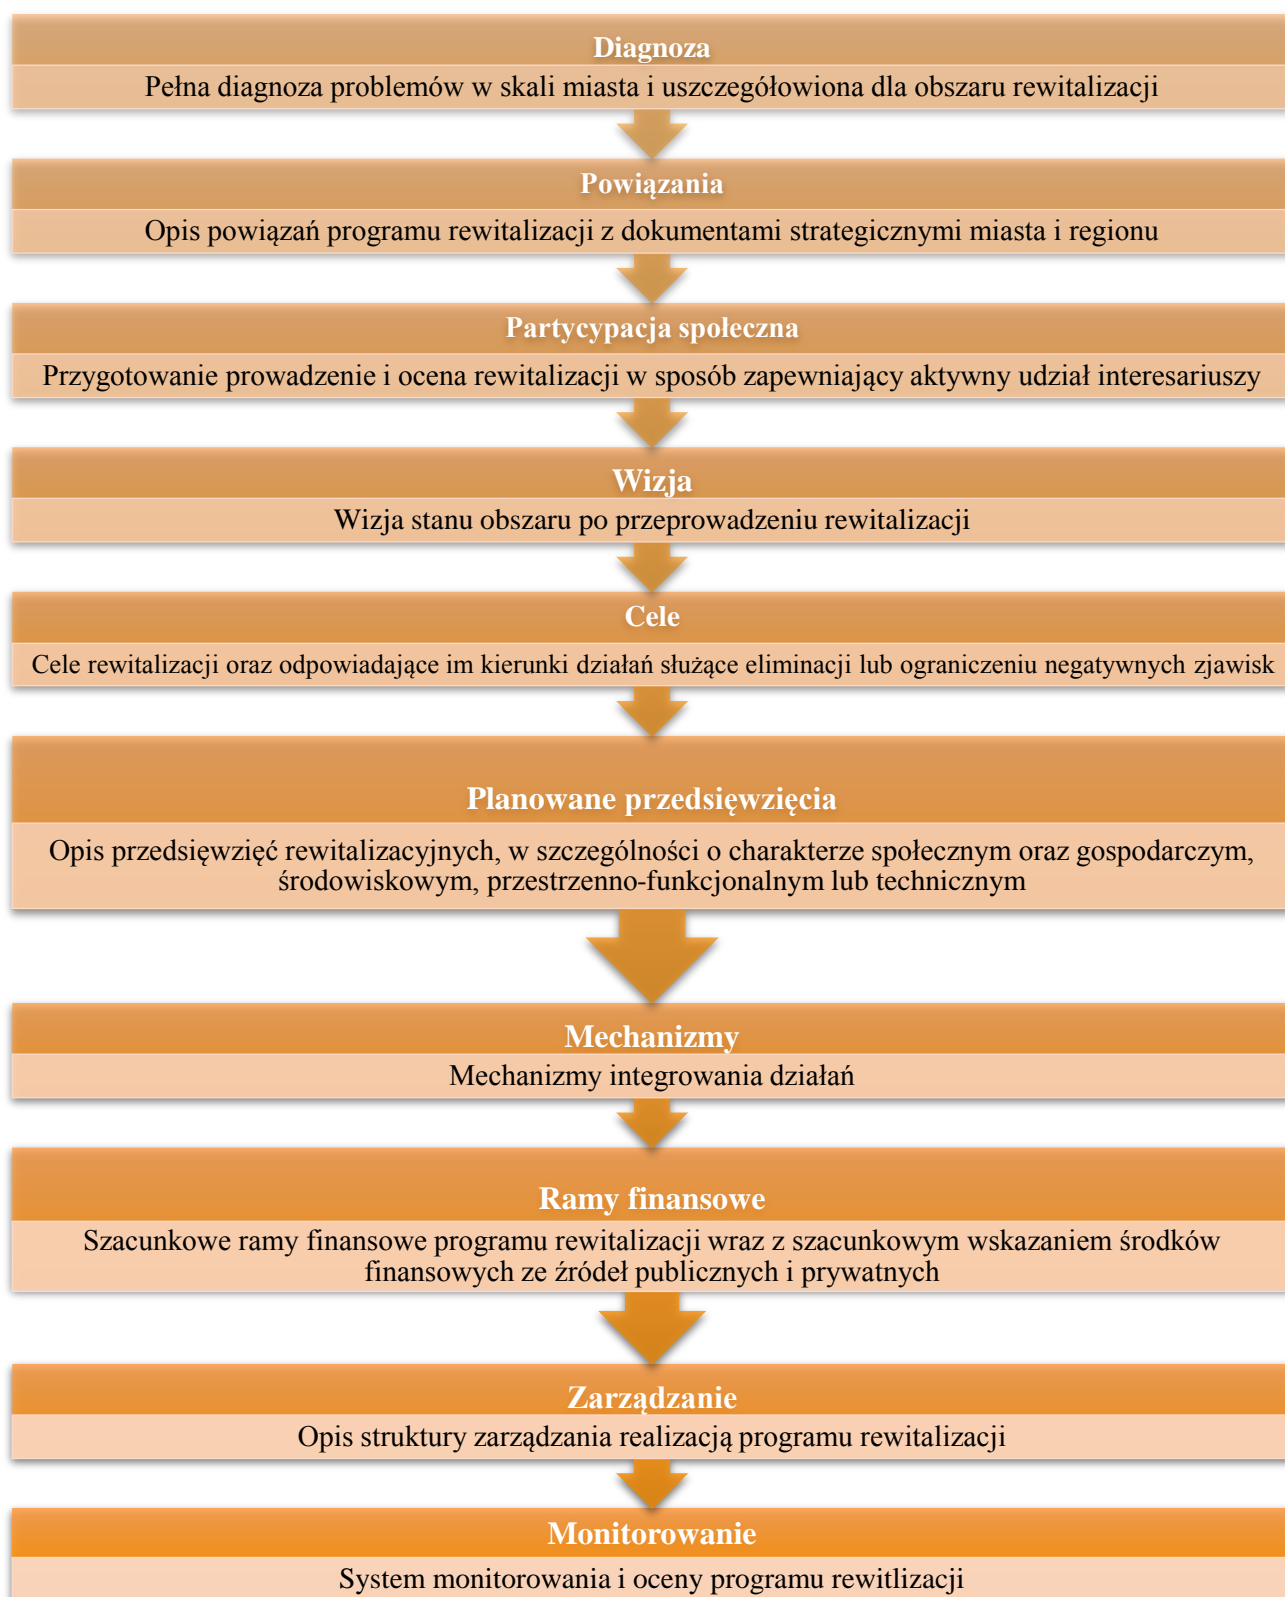 Diagnoza
Pełna diagnoza problemów w skali miasta i uszczegółowiona dla obszaru rewitalizacji
Powiązania
Opis powiązań programu rewitalizacji z dokumentami strategicznymi miasta i regionu
Partycypacja społeczna
Przygotowanie prowadzenie i ocena rewitalizacji w sposób zapewniający aktywny udział interesariuszy
Wizja
Wizja stanu obszaru po przeprowadzeniu rewitalizacji
Cele
Cele rewitalizacji oraz odpowiadające im kierunki działań służące eliminacji lub ograniczeniu negatywnych zjawisk
Planowane przedsięwzięcia
Opis przedsięwzięć rewitalizacyjnych, w szczególności o charakterze społecznym oraz gospodarczym,
środowiskowym, przestrzenno-funkcjonalnym lub technicznym
Mechanizmy
Mechanizmy integrowania działań
Ramy finansowe
Szacunkowe ramy finansowe programu rewitalizacji wraz z szacunkowym wskazaniem środków
finansowych ze źródeł publicznych i prywatnych
Zarządzanie
Opis struktury zarządzania realizacją programu rewitalizacji
Monitorowanie
System monitorowania i oceny programu rewitlizacji